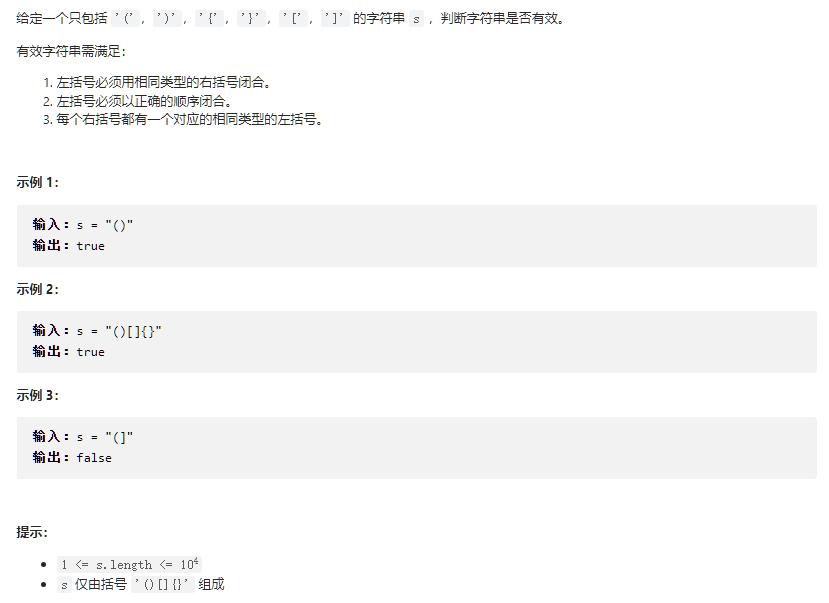 给定一个只包括 '(', ')', '{', '}', '[', ']' 的字符串 s ，判断字符串是否有效。
有效字符串需满足：
1. 左括号必须用相同类型的右括号闭合。
2. 左括号必须以正确的顺序闭合。
3. 每个右括号都有一个对应的相同类型的左括号。
示例 1：
输入：s = "()"
输出：true
示例 2：
输入：s = "()[]{}"
输出：true
示例 3：
输入：s = "(]"
输出：false
提示：
1 <= s.length <= 10⁴
s 仅由括号 '()[]{}' 组成